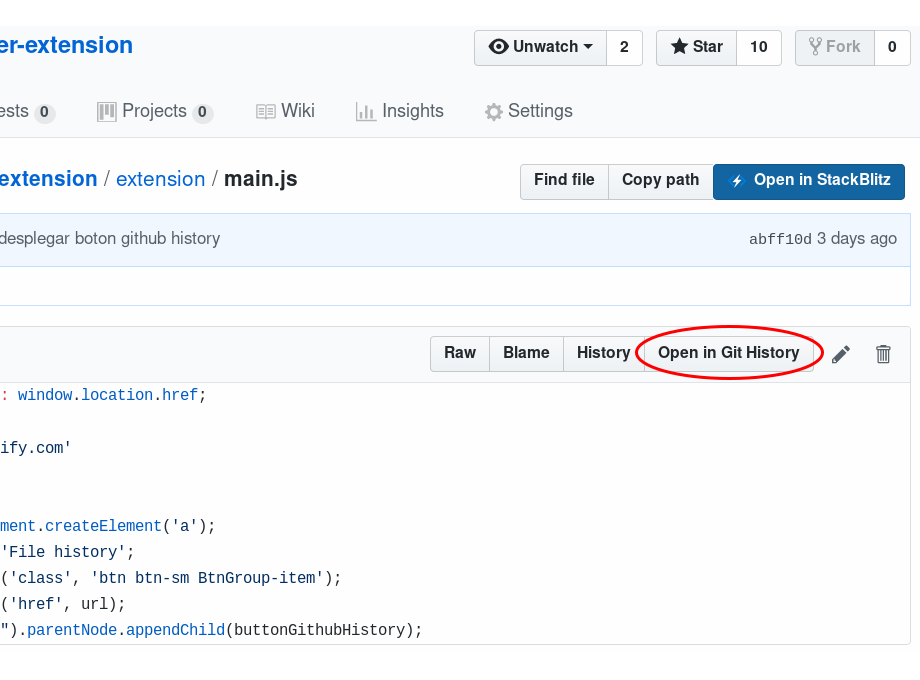 er-extension
Unwatch 2 Star 10 Fork 0
ests 0 Projects 0 Wiki Insights Settings
extension / extension / main.js
Find file Copy path Open in StackBlitz
desplegar boton github history abff10d 3 days ago
Raw Blame History Open in Git History
: window.location.href;
ify.com'
ment.createElement('a');
'File history';
('class', 'btn btn-sm BtnGroup-item');
('href', url);
").parentNode.appendChild(buttonGithubHistory);